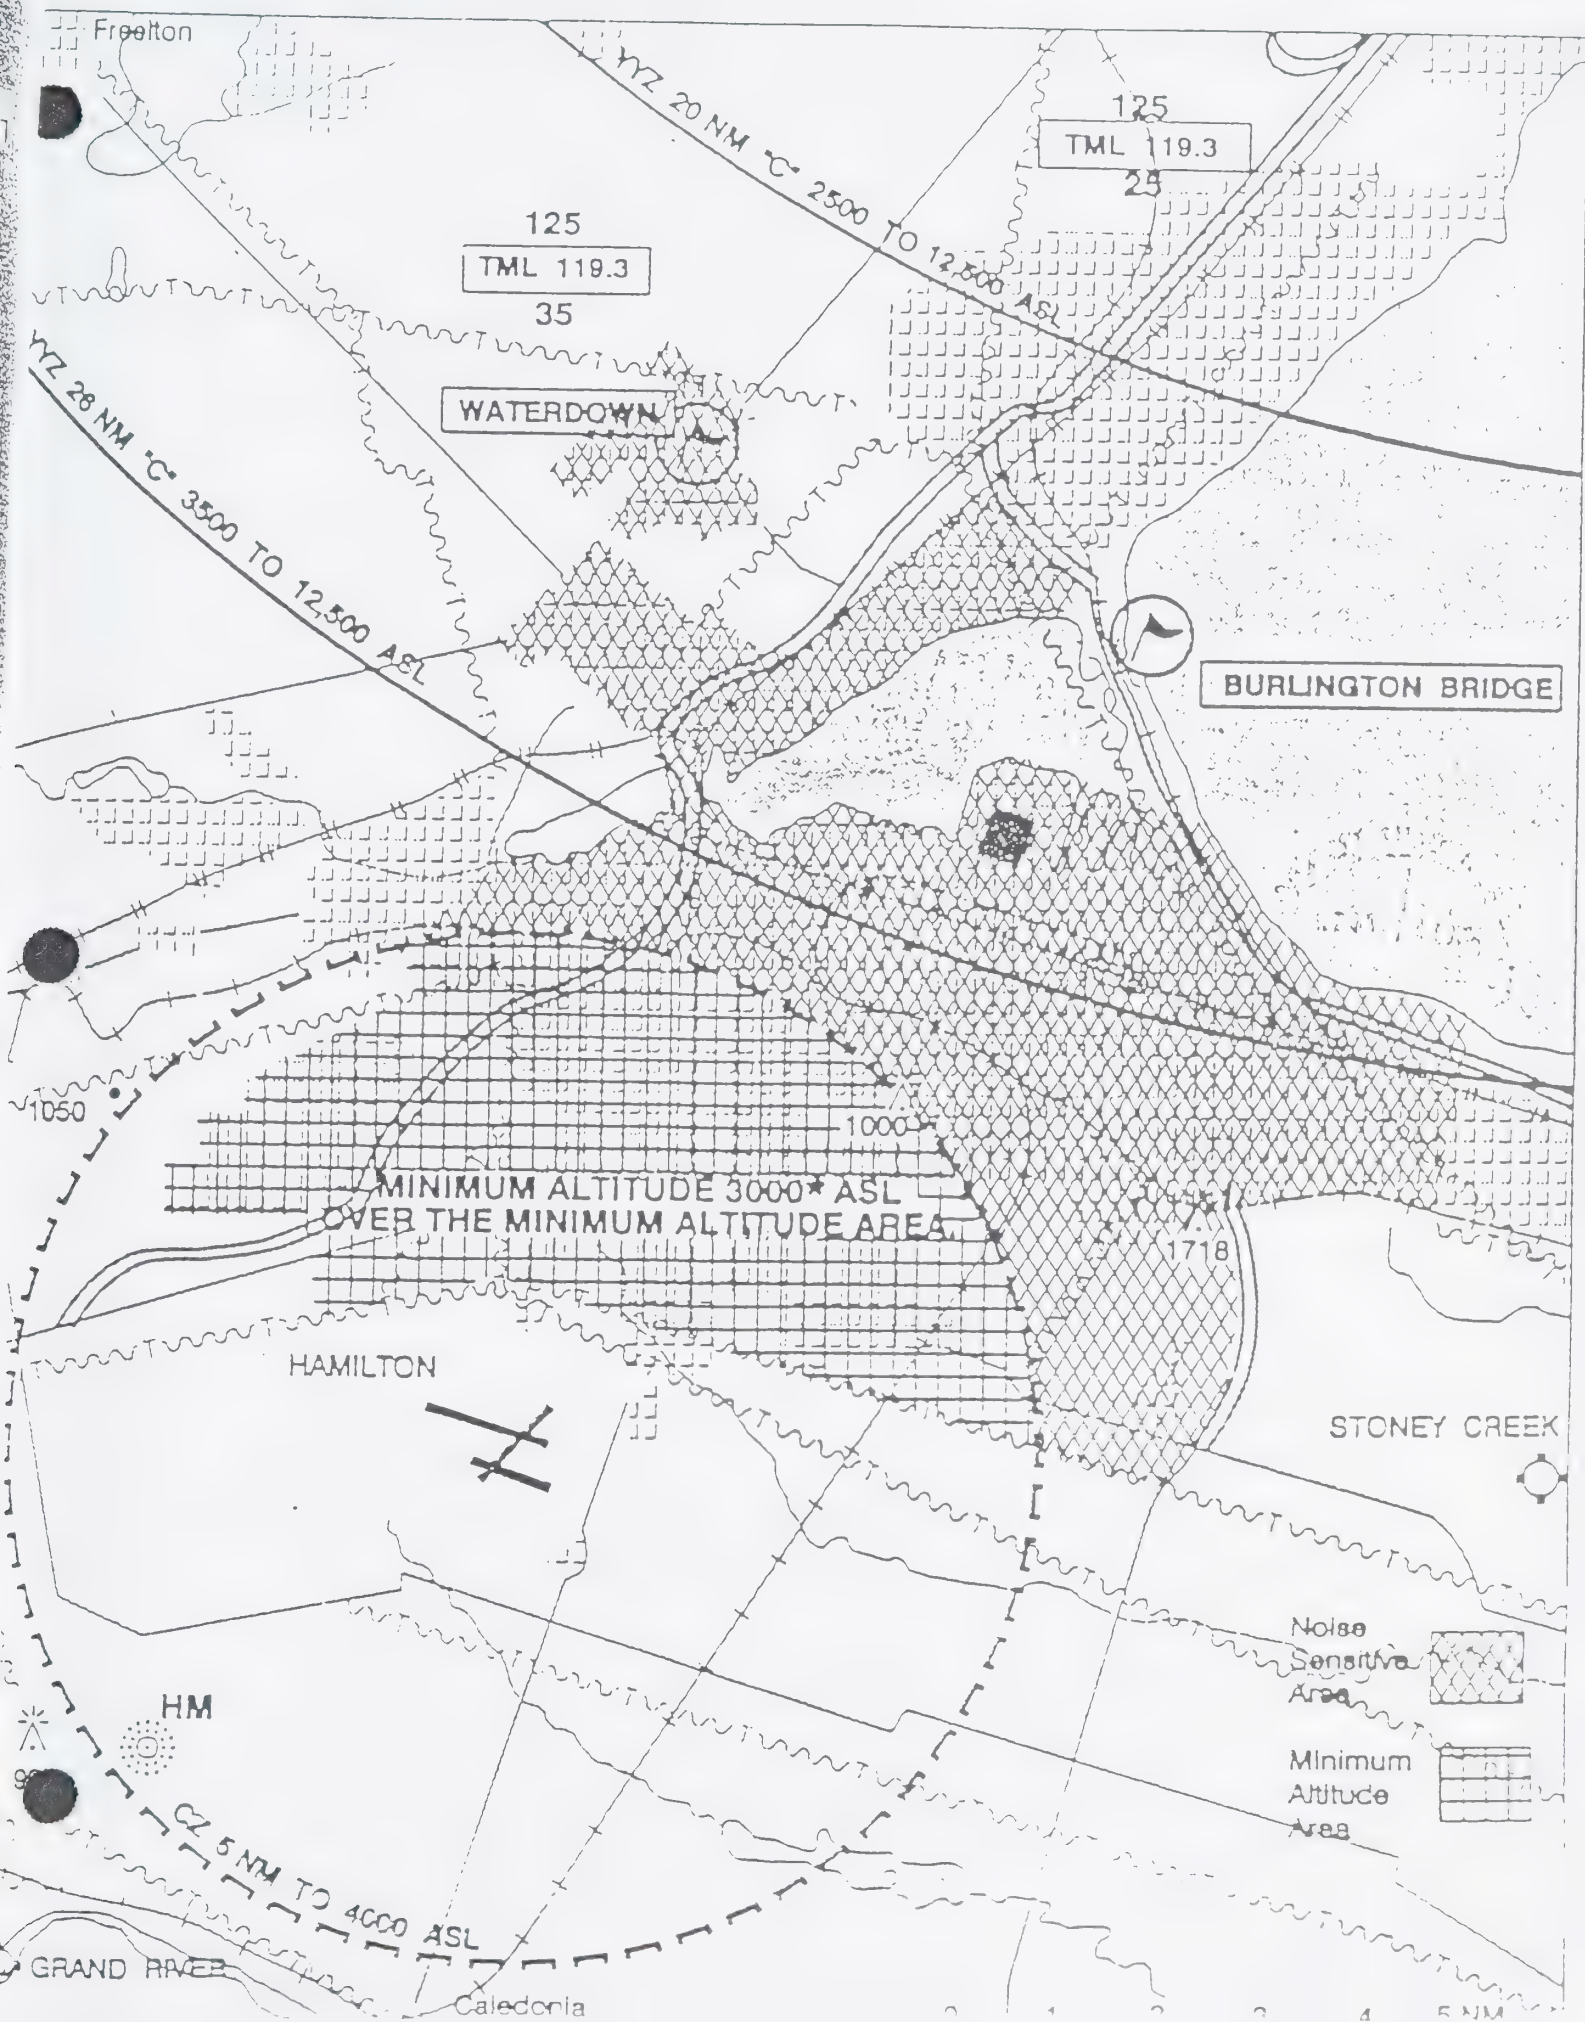 Freelton
YYZ 20 NM "C" 2500 TO 12,500 ASL
125
TML 119.3
25
125
TML 119.3
35
YYZ 28 NM "C" 3500 TO 12,500 ASL
WATERDOWN
BURLINGTON BRIDGE
1050
1000
MINIMUM ALTITUDE 3000* ASL
OVER THE MINIMUM ALTITUDE AREA
1718
HAMILTON
STONEY CREEK
Noise
Sensitive
Area
HM
Minimum
Altitude
Area
CZ 5 NM TO 4000 ASL
GRAND RIVER
Caledonia
1 2 3 4 5 NM